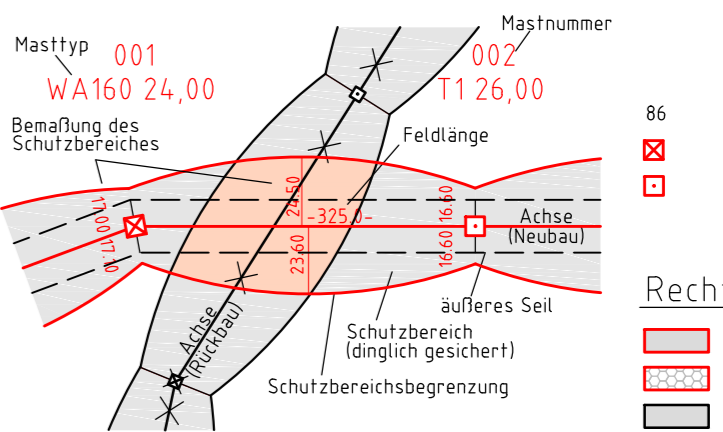 Mastnummer
Masttyp
001
WA160 24,00
002
T1 26,00
Bemaßung des
Schutzbereiches
Feldlänge
86
17.00
17.10
24.50
23.60
-325.0-
16.60
16.60
Achse
(Neubau)
äußeres Seil
Achse
(Rückbau)
Schutzbereich
(dinglich gesichert)
Schutzbereichsbegrenzung